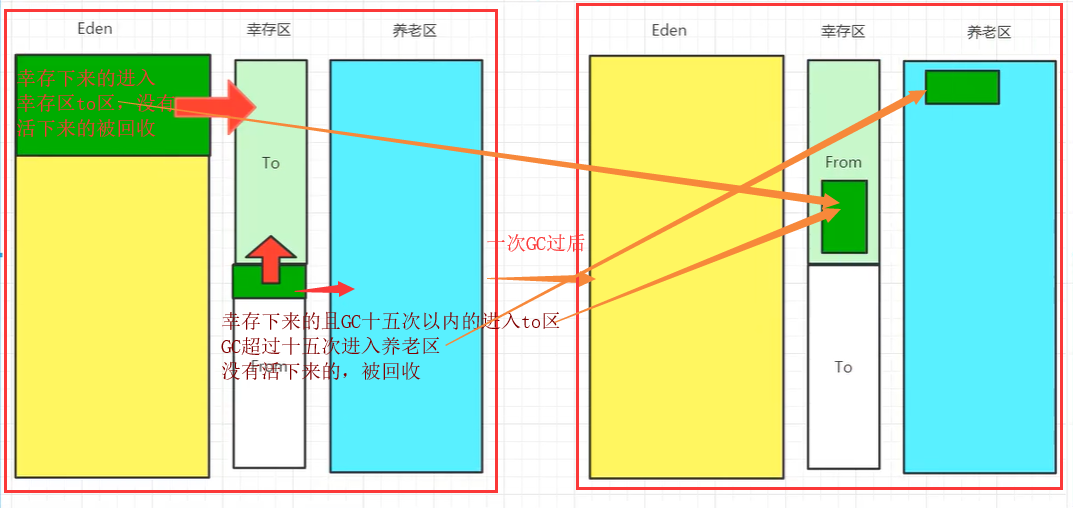 Eden
幸存区
养老区
幸存下来的进入
幸存区to区，没有
活下来的被回收
To
幸存下来的且GC十五次以内的进入to区
GC超过十五次进入养老区
From
没有活下来的，被回收
一次GC过后
Eden
幸存区
养老区
From
To